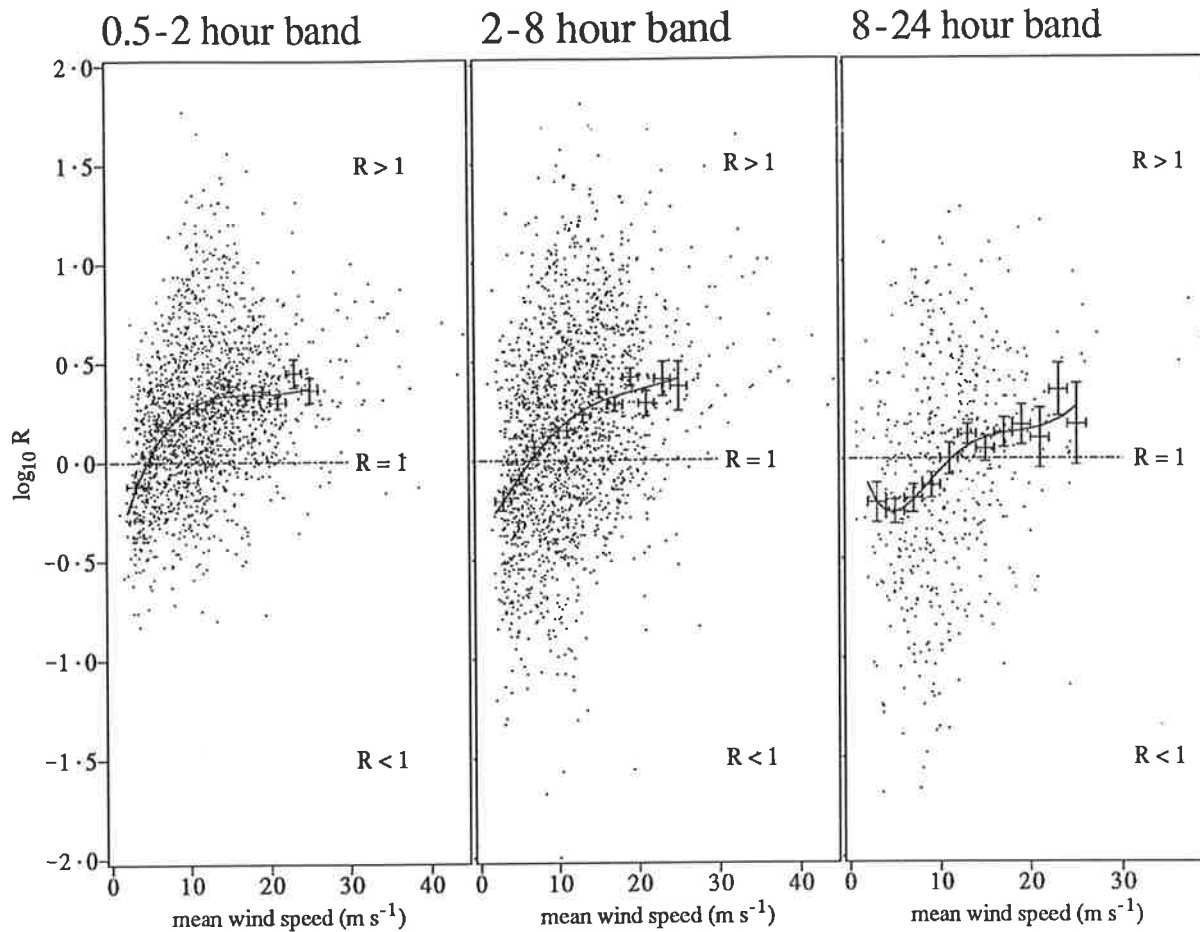 0.5-2 hour band
2-8 hour band
8-24 hour band
2·0
1·5
1·0
0·5
0·0
−0·5
−1·0
−1·5
−2·0
log10 R
R > 1
R = 1
R < 1
R > 1
R = 1
R < 1
R > 1
R = 1
R < 1
0 10 20 30 40
0 10 20 30 40
0 10 20 30
mean wind speed (m s-1)
mean wind speed (m s-1)
mean wind speed (m s-1)